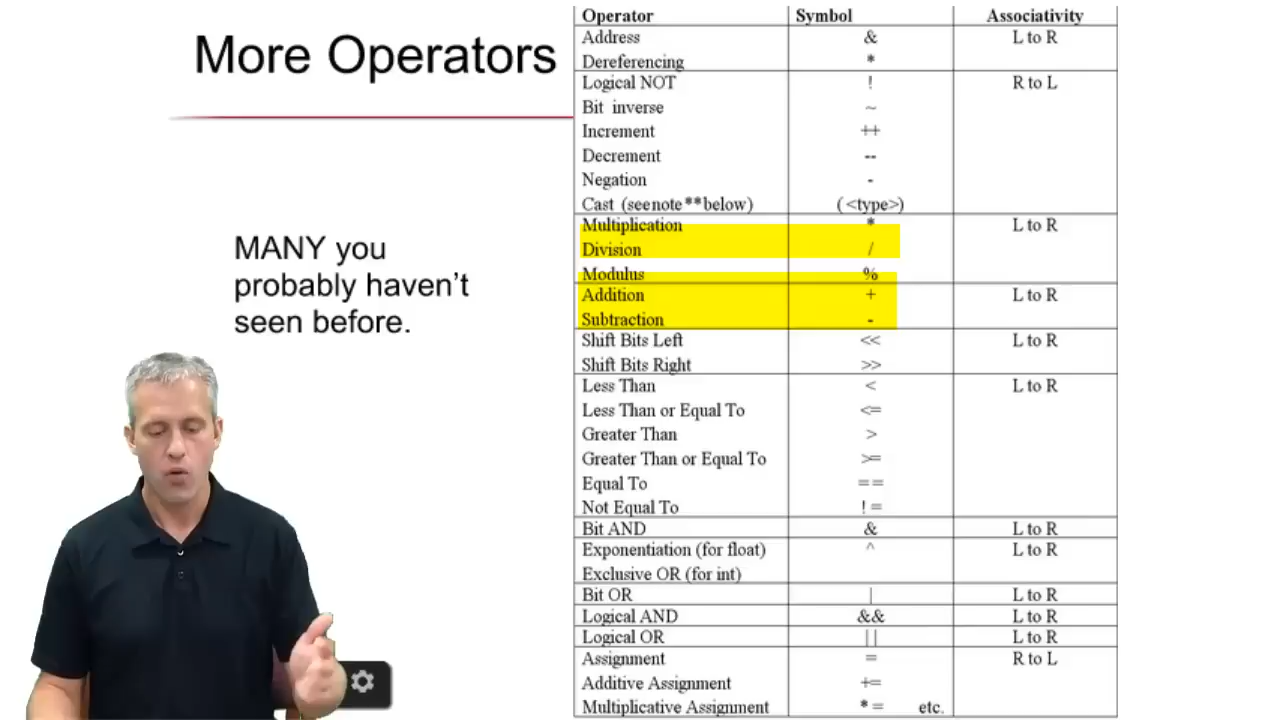 More Operators
MANY you
probably haven't
seen before.
Operator Symbol Associativity
Address & L to R
Dereferencing *
Logical NOT ! R to L
Bit inverse ~
Increment ++
Decrement --
Negation -
Cast (see note ** below) ( <type>)
Multiplication * L to R
Division /
Modulus %
Addition + L to R
Subtraction -
Shift Bits Left << L to R
Shift Bits Right >>
Less Than < L to R
Less Than or Equal To <=
Greater Than >
Greater Than or Equal To >=
Equal To ==
Not Equal To ! =
Bit AND & L to R
Exponentiation (for float) ^ L to R
Exclusive OR (for int)
Bit OR | L to R
Logical AND && L to R
Logical OR || L to R
Assignment = R to L
Additive Assignment +=
Multiplicative Assignment * = etc.